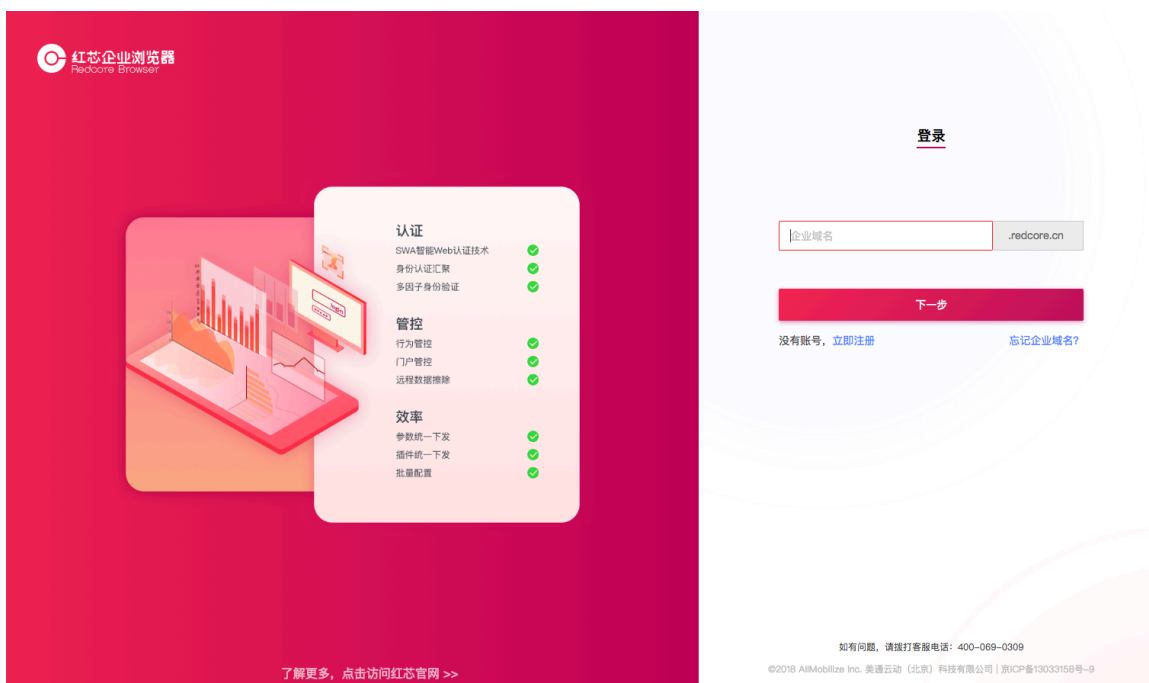 红芯企业浏览器
Redcore Browser
认证
SWA智能Web认证技术
身份认证汇聚
多因子身份验证
管控
行为管控
门户管控
远程数据擦除
效率
参数统一下发
插件统一下发
批量配置
login
了解更多，点击访问红芯官网 >>
登录
企业域名
.redcore.cn
下一步
没有账号，立即注册
忘记企业域名?
如有问题，请拨打客服电话：400-069-0309
©2018 AllMobilize Inc. 美通云动（北京）科技有限公司 | 京ICP备13033158号-9